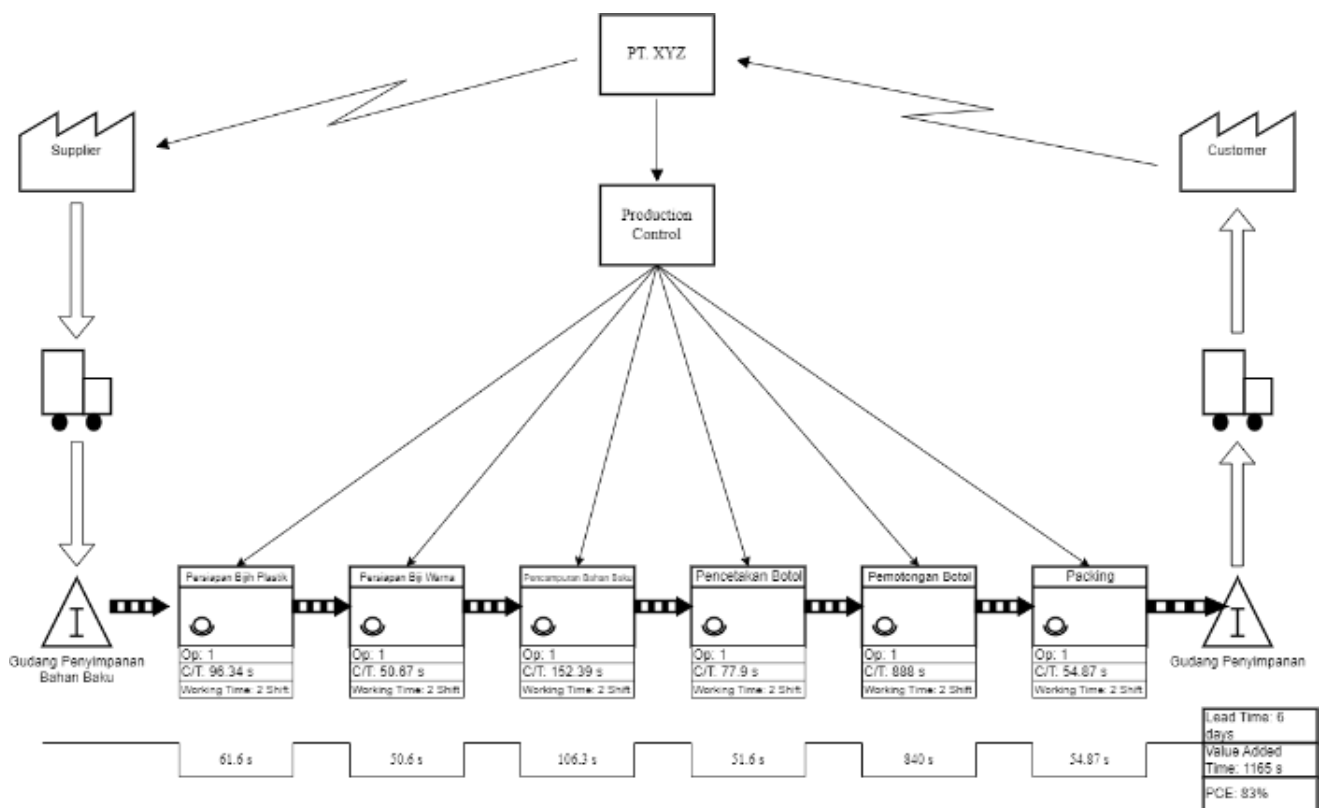 PT. XYZ
Supplier
Customer
Production
Control
Persiapan Bijih Plastik
Persiapan Biji Warna
Pencampuran Bahan Baku
Pencetakan Botol
Pemotongan Botol
Packing
Gudang Penyimpanan
Bahan Baku
Op: 1
C/T. 96.34 s
Working Time: 2 Shift
Op: 1
C/T. 50.67 s
Working Time: 2 Shift
Op: 1
C/T. 152.39 s
Working Time: 2 Shift
Op: 1
C/T. 77.9 s
Working Time: 2 Shift
Op: 1
C/T. 888 s
Working Time: 2 Shift
Op: 1
C/T. 54.87 s
Working Time: 2 Shift
Gudang Penyimpanan
61.6 s
50.6 s
106.3 s
51.6 s
840 s
54.87 s
Lead Time: 6
days
Value Added
Time: 1165 s
PCE: 83%